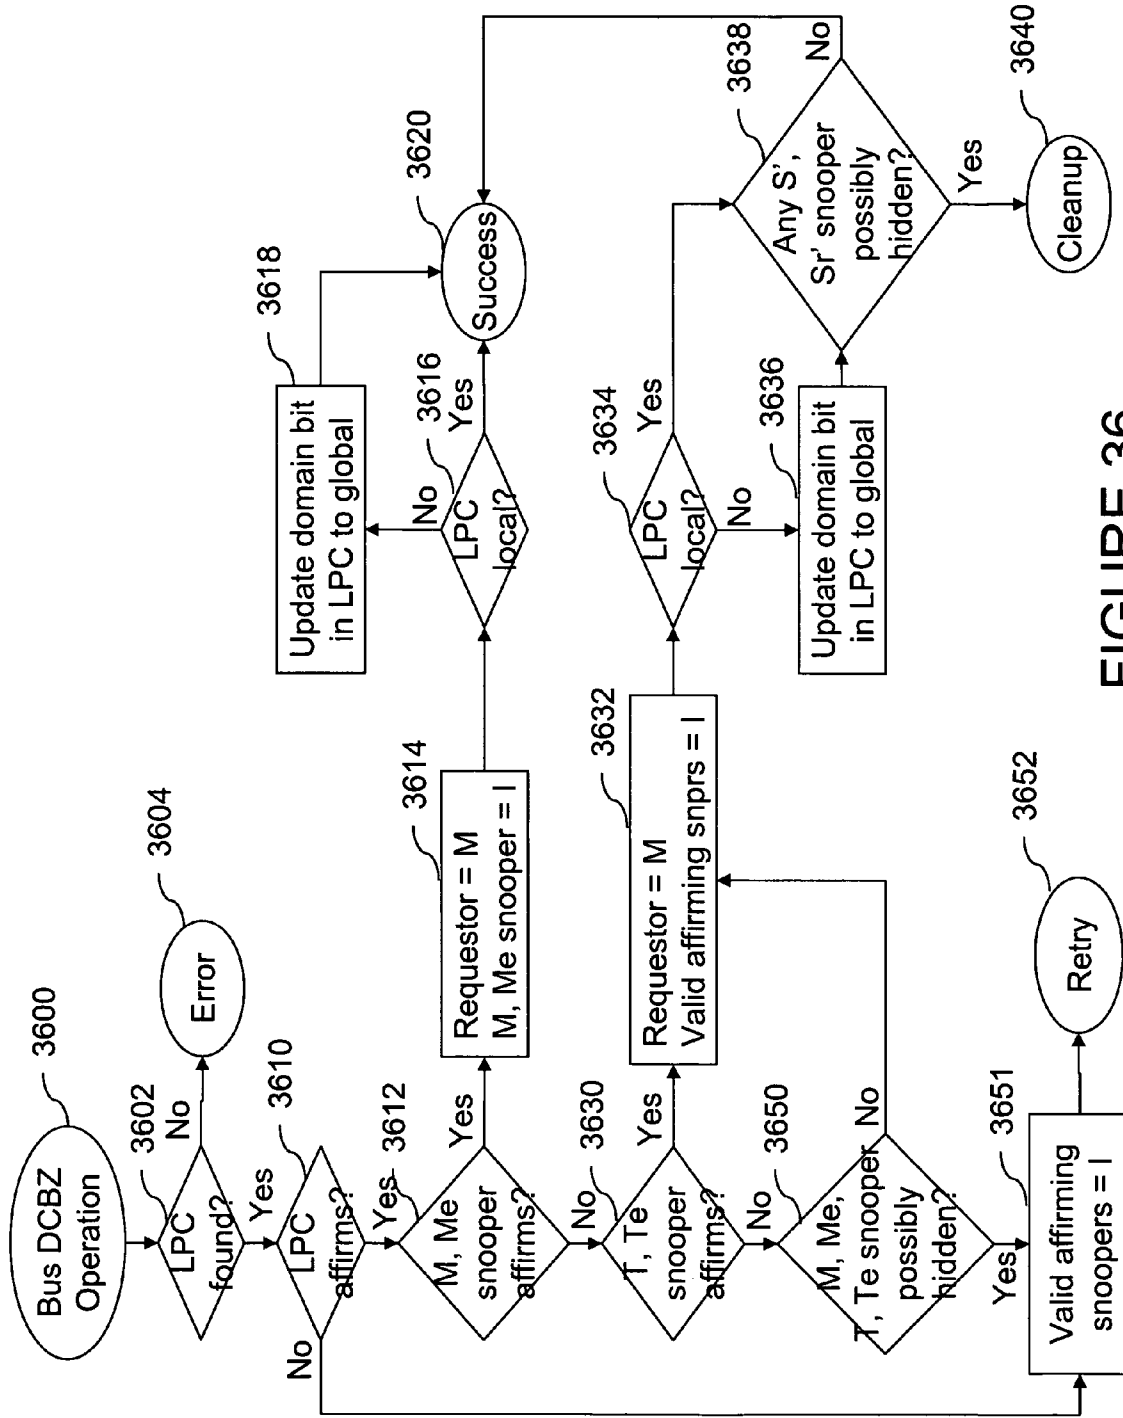 Bus DCBZ
Operation
3600
LPC
found?
3602
No
Error
3604
Yes
LPC
affirms?
3610
No
Yes
M, Me
snooper
affirms?
3612
Yes
Requestor = M
M, Me snooper = I
3614
LPC
local?
3616
No
Yes
Update domain bit
in LPC to global
3618
Success
3620
No
T, Te
snooper
affirms?
3630
Yes
Requestor = M
Valid affirming snprs = I
3632
LPC
local?
3634
Yes
No
Update domain bit
in LPC to global
3636
Any S’,
Sr’ snooper
possibly
hidden?
3638
No
Yes
Cleanup
3640
No
M, Me,
T, Te snooper
possibly
hidden?
3650
No
Yes
Valid affirming
snoopers = I
3651
Retry
3652
FIGURE 36